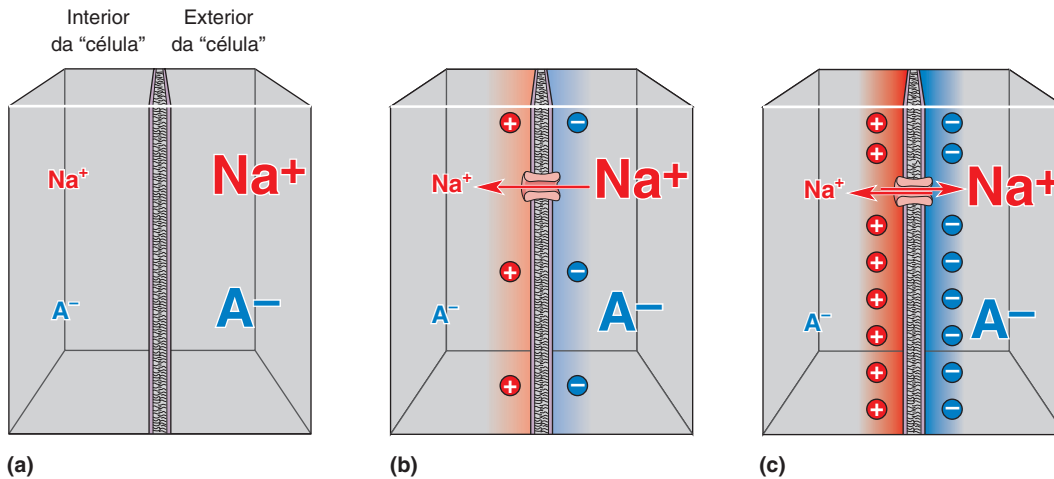 Interior
da “célula”
Exterior
da “célula”
Na⁺ Na⁺
A⁻ A⁻
(a)
+ −
Na⁺ Na⁺
+ −
A⁻ A⁻
+ −
(b)
+ −
+ −
Na⁺ Na⁺
+ −
+ −
+ −
A⁻ A⁻
+ −
+ −
+ −
(c)